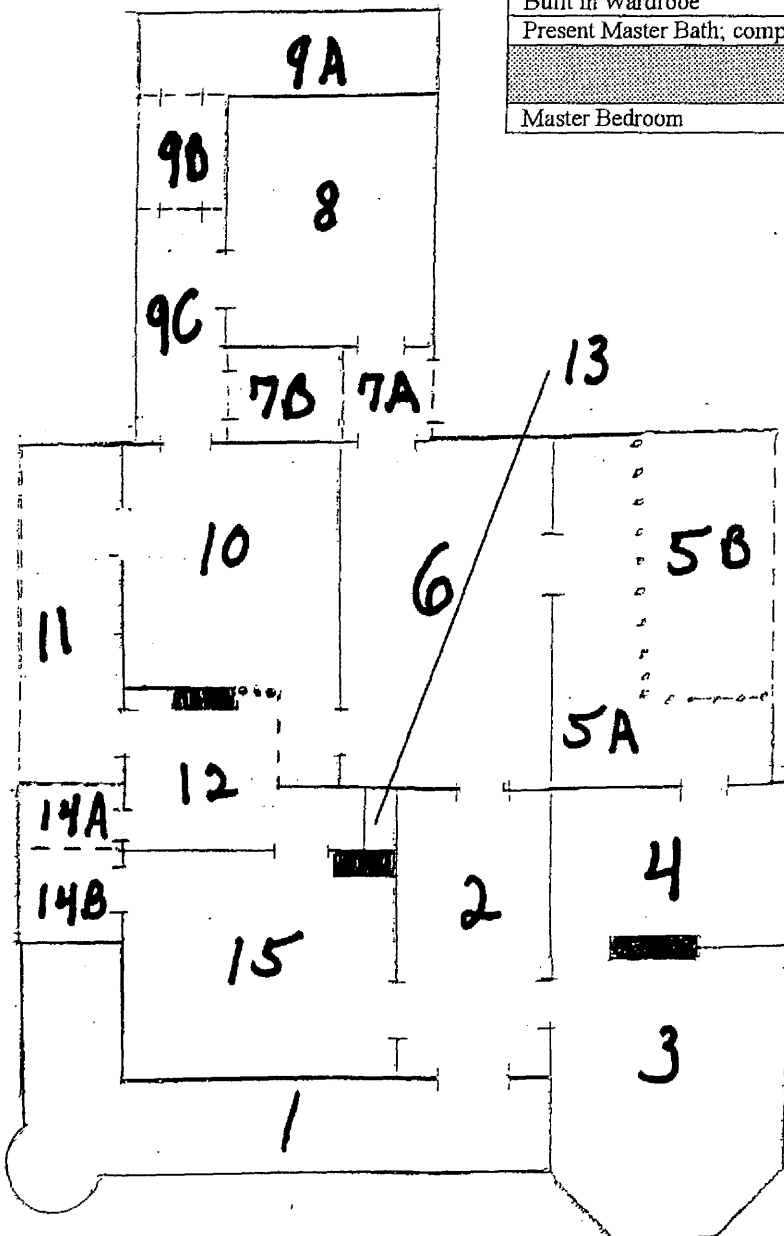 Built in Wardrobe
Present Master Bath; comp
Master Bedroom
9A
9B
8
9C
7B
7A
13
10
6
5B
11
5A
12
14A
4
14B
2
15
3
1